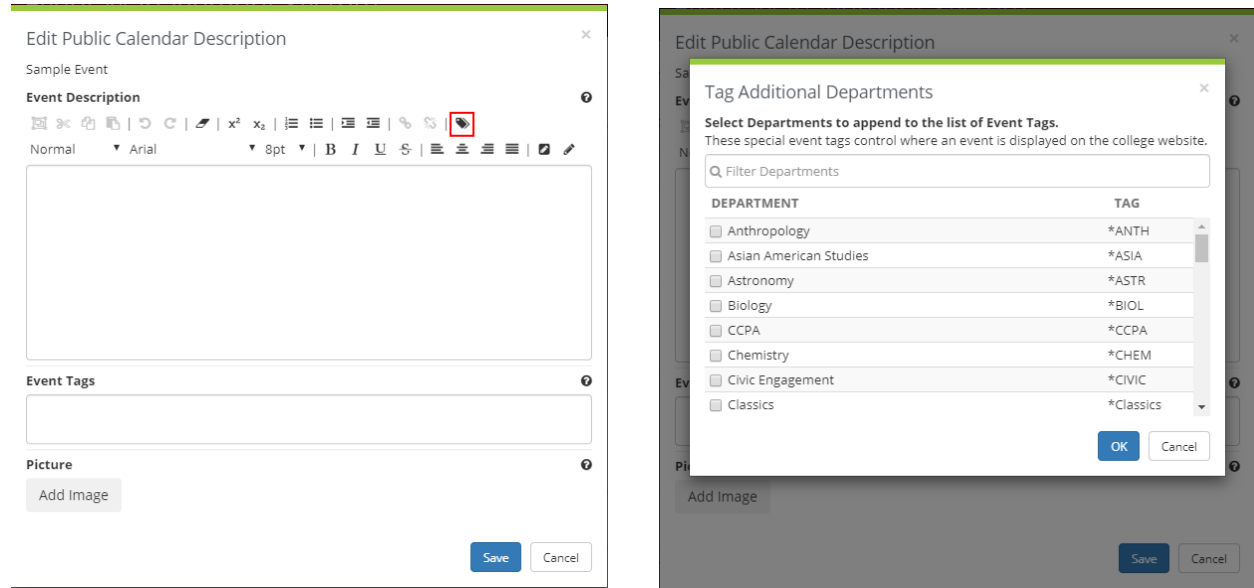 Edit Public Calendar Description ×
Sample Event
Event Description
x² x₂
Normal Arial 8pt B I U S
Event Tags
Picture
Add Image
Save Cancel
Edit Public Calendar Description ×
Tag Additional Departments ×
Select Departments to append to the list of Event Tags.
These special event tags control where an event is displayed on the college website.
Filter Departments
DEPARTMENT TAG
Anthropology *ANTH
Asian American Studies *ASIA
Astronomy *ASTR
Biology *BIOL
CCPA *CCPA
Chemistry *CHEM
Civic Engagement *CIVIC
Classics *Classics
OK Cancel
Add Image
Save Cancel